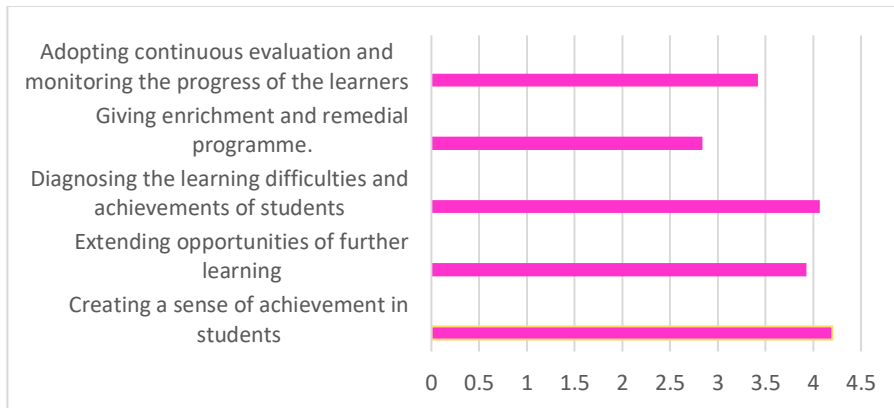 Adopting continuous evaluation and
monitoring the progress of the learners
Giving enrichment and remedial
programme.
Diagnosing the learning difficulties and
achievements of students
Extending opportunities of further
learning
Creating a sense of achievement in
students
0 0.5 1 1.5 2 2.5 3 3.5 4 4.5